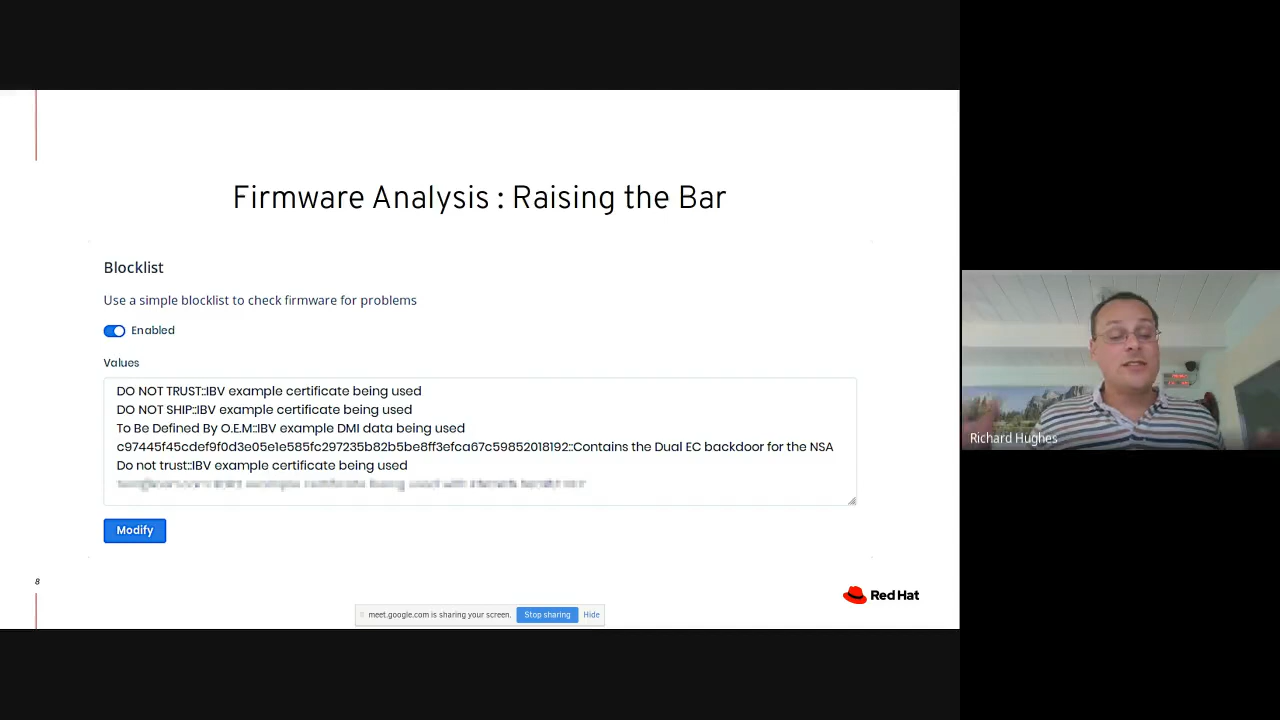 Firmware Analysis : Raising the Bar
Blocklist
Use a simple blocklist to check firmware for problems
Enabled
Values
DO NOT TRUST::IBV example certificate being used
DO NOT SHIP::IBV example certificate being used
To Be Defined By O.E.M::IBV example DMI data being used
c97445f45cdef9f0d3e05e1e585fc297235b82b5be8ff3efca67c59852018192::Contains the Dual EC backdoor for the NSA
Do not trust::IBV example certificate being used
Modify
8
Red Hat
meet.google.com is sharing your screen.
Stop sharing
Hide
Richard Hughes